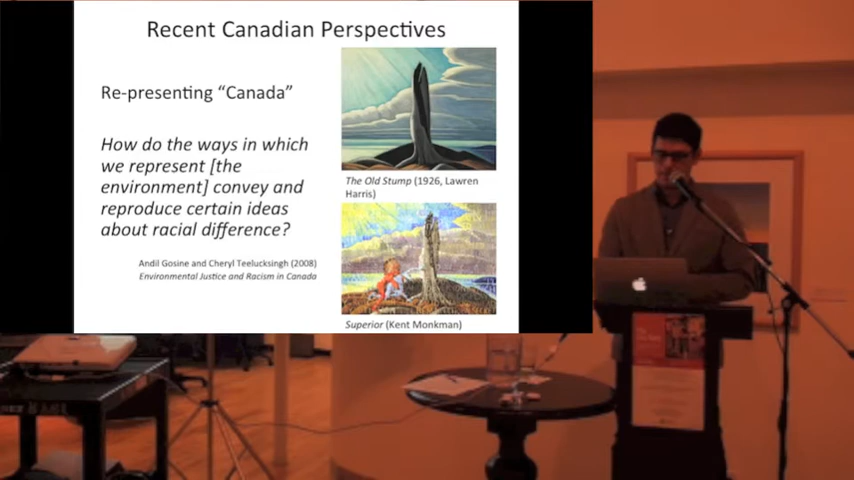 Recent Canadian Perspectives
Re-presenting “Canada”
How do the ways in which
we represent [the
environment] convey and
reproduce certain ideas
about racial difference?
Andil Gosine and Cheryl Teelucksingh (2008)
Environmental Justice and Racism in Canada
The Old Stump (1926, Lawren
Harris)
Superior (Kent Monkman)